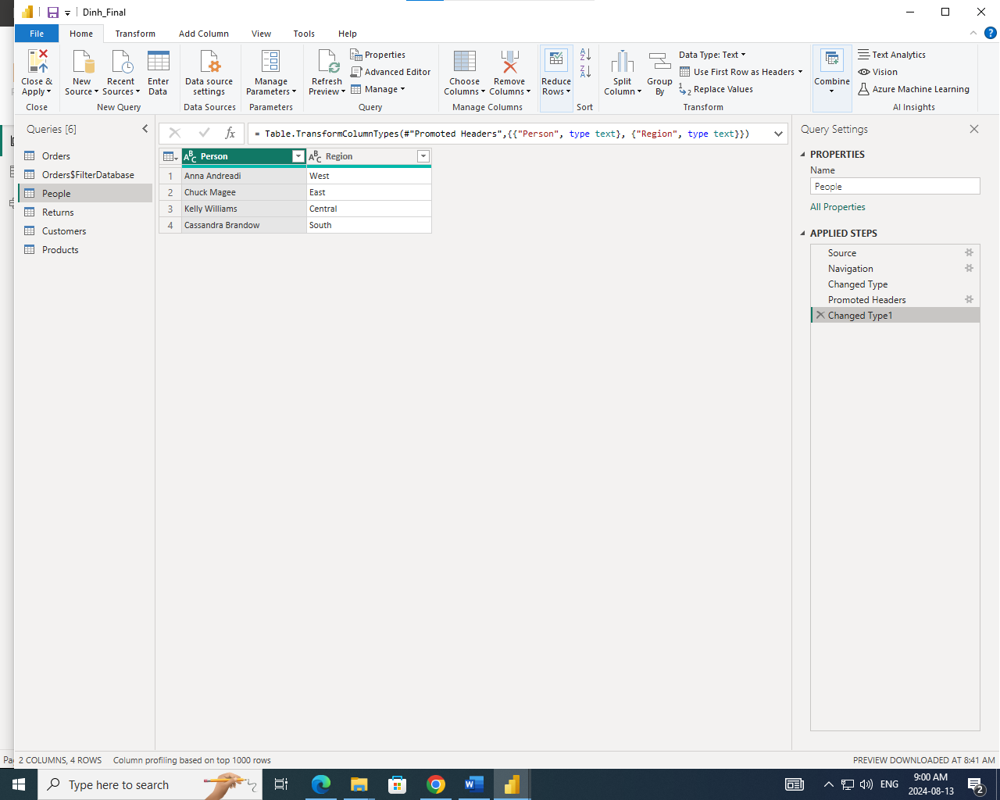 Dinh_Final
File Home Transform Add Column View Tools Help
Close & Apply
Close
New Source
Recent Sources
Enter Data
New Query
Data source settings
Data Sources
Manage Parameters
Parameters
Refresh Preview
Properties
Advanced Editor
Manage
Query
Choose Columns
Remove Columns
Manage Columns
Reduce Rows
Sort
Split Column
Group By
Data Type: Text
Use First Row as Headers
Replace Values
Transform
Combine
Text Analytics
Vision
Azure Machine Learning
AI Insights
Queries [6]
Orders
Orders$FilterDatabase
People
Returns
Customers
Products
fx = Table.TransformColumnTypes(#"Promoted Headers",{{"Person", type text}, {"Region", type text}})
ABC Person ABC Region
1 Anna Andreadi West
2 Chuck Magee East
3 Kelly Williams Central
4 Cassandra Brandow South
Query Settings
PROPERTIES
Name
People
All Properties
APPLIED STEPS
Source
Navigation
Changed Type
Promoted Headers
Changed Type1
2 COLUMNS, 4 ROWS Column profiling based on top 1000 rows PREVIEW DOWNLOADED AT 8:41 AM
Type here to search
ENG
9:00 AM
2024-08-13
2